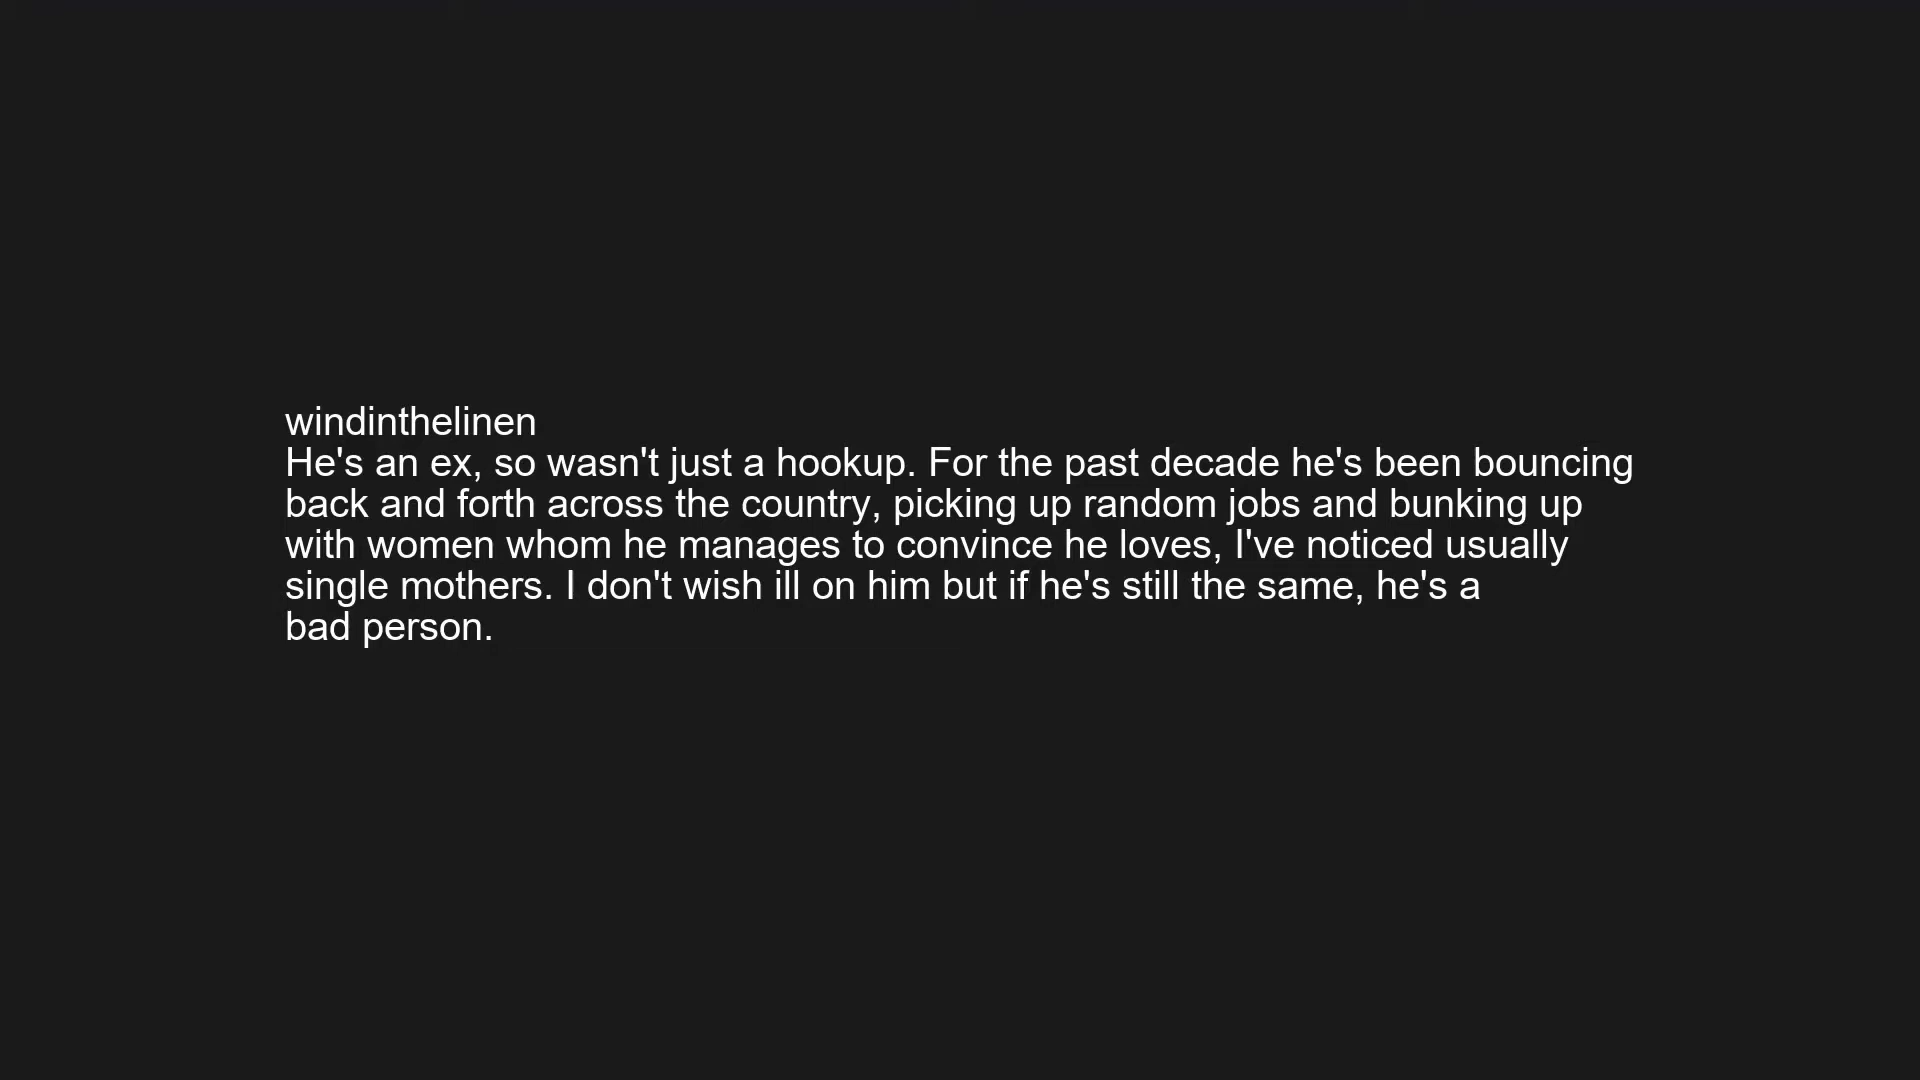 windinthelinen
He's an ex, so wasn't just a hookup. For the past decade he's been bouncing
back and forth across the country, picking up random jobs and bunking up
with women whom he manages to convince he loves, I've noticed usually
single mothers. I don't wish ill on him but if he's still the same, he's a
bad person.